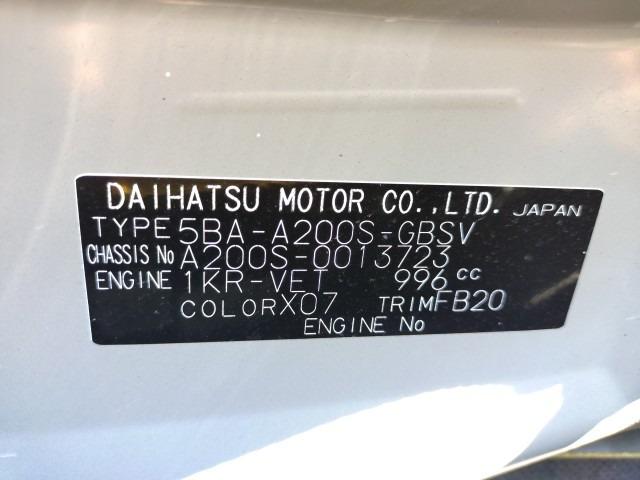 DAIHATSU MOTOR CO.,LTD. JAPAN
TYPE 5BA-A200S-GBSV
CHASSIS No A200S-0013723
ENGINE 1KR-VET 996 CC
COLOR X07 TRIM FB20
ENGINE No